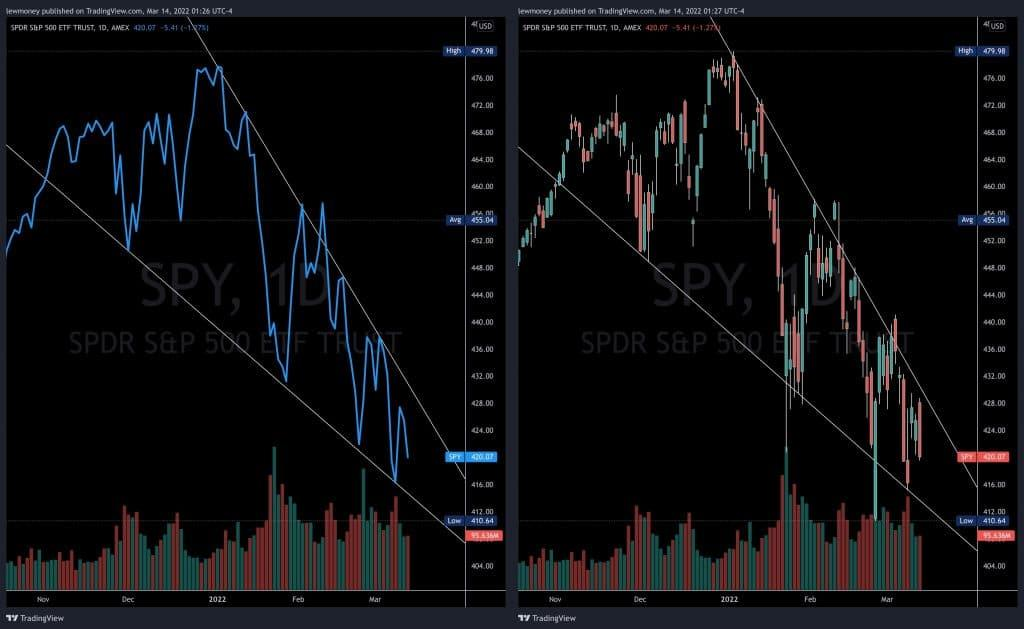 lewmoney published on TradingView.com, Mar 14, 2022 01:26 UTC-4
SPDR S&P 500 ETF TRUST, 1D, AMEX 420.07 −5.41 (−1.27%)
USD
High 479.98
476.00
472.00
468.00
464.00
460.00
456.00
Avg 455.04
452.00
448.00
444.00
440.00
436.00
432.00
428.00
424.00
SPY 420.07
416.00
412.00
Low 410.64
95.636M
404.00
SPY, 1D
SPDR S&P 500 ETF TRUST
Nov Dec 2022 Feb Mar
TradingView
lewmoney published on TradingView.com, Mar 14, 2022 01:27 UTC-4
SPDR S&P 500 ETF TRUST, 1D, AMEX 420.07 −5.41 (−1.27%)
USD
High 479.98
476.00
472.00
468.00
464.00
460.00
456.00
Avg 455.04
452.00
448.00
444.00
440.00
436.00
432.00
428.00
424.00
SPY 420.07
416.00
412.00
Low 410.64
95.636M
404.00
SPY, 1D
SPDR S&P 500 ETF TRUST
Nov Dec 2022 Feb Mar
TradingView